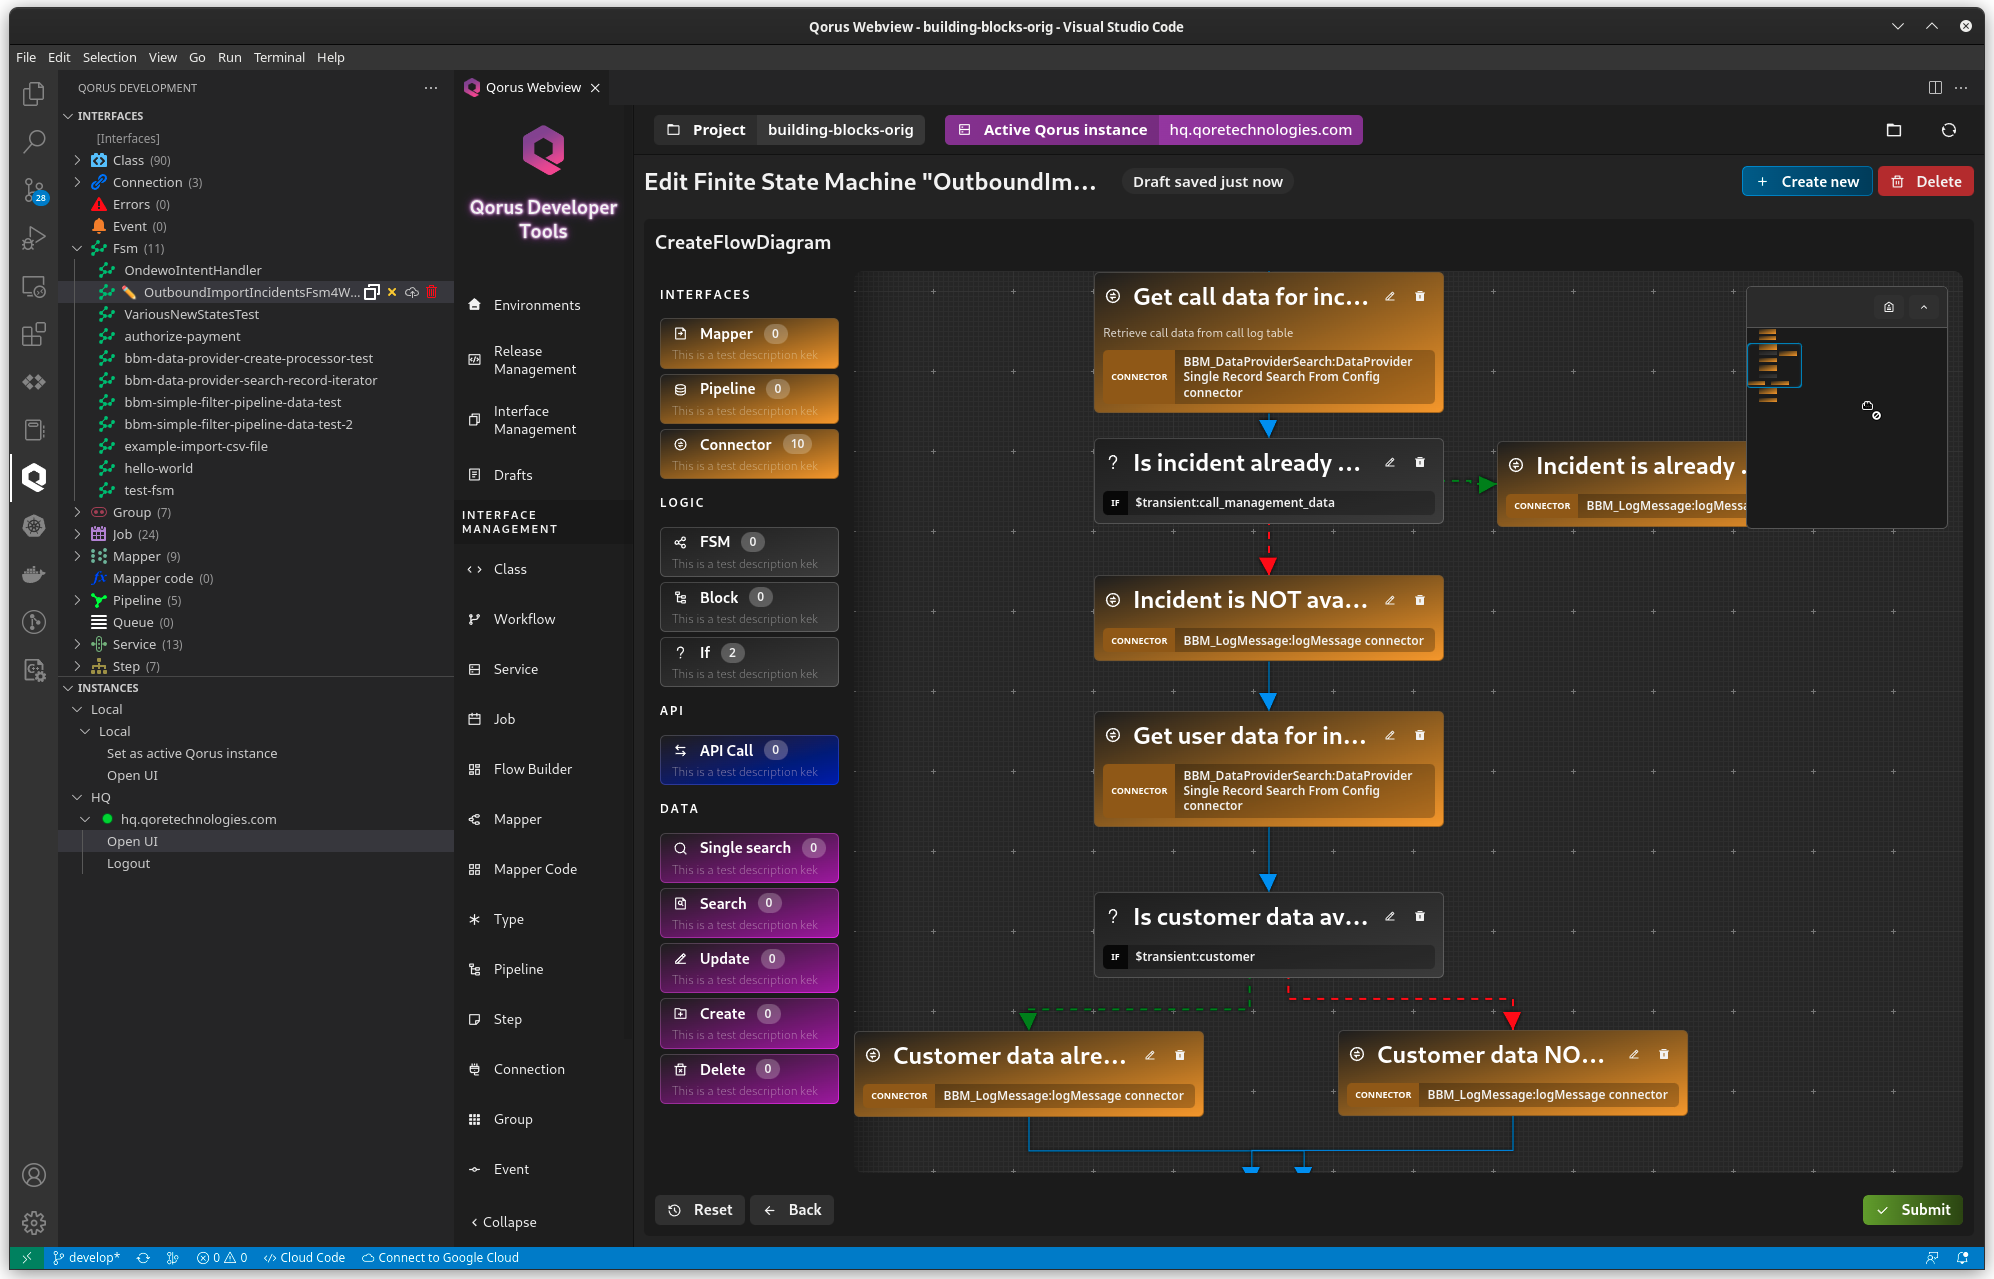 Qorus Webview - building-blocks-orig - Visual Studio Code
File Edit Selection View Go Run Terminal Help
QORUS DEVELOPMENT
INTERFACES
[Interfaces]
Class (90)
Connection (3)
Errors (0)
Event (0)
Fsm (11)
OndewoIntentHandler
OutboundImportIncidentsFsm4W...
VariousNewStatesTest
authorize-payment
bbm-data-provider-create-processor-test
bbm-data-provider-search-record-iterator
bbm-simple-filter-pipeline-data-test
bbm-simple-filter-pipeline-data-test-2
example-import-csv-file
hello-world
test-fsm
Group (7)
Job (24)
Mapper (9)
fx Mapper code (0)
Pipeline (5)
Queue (0)
Service (13)
Step (7)
INSTANCES
Local
Local
Set as active Qorus instance
Open UI
HQ
hq.qoretechnologies.com
Open UI
Logout
28
Qorus Webview
Qorus Developer
Tools
Environments
Release
Management
Interface
Management
Drafts
INTERFACE
MANAGEMENT
Class
Workflow
Service
Job
Flow Builder
Mapper
Mapper Code
Type
Pipeline
Step
Connection
Group
Event
Collapse
Project building-blocks-orig
Active Qorus instance hq.qoretechnologies.com
Edit Finite State Machine "OutboundIm...
Draft saved just now
Create new
Delete
CreateFlowDiagram
INTERFACES
Mapper 0
This is a test description kek
Pipeline 0
This is a test description kek
Connector 10
This is a test description kek
LOGIC
FSM 0
This is a test description kek
Block 0
This is a test description kek
? If 2
This is a test description kek
API
API Call 0
This is a test description kek
DATA
Single search 0
This is a test description kek
Search 0
This is a test description kek
Update 0
This is a test description kek
Create 0
This is a test description kek
Delete 0
This is a test description kek
Get call data for inc...
Retrieve call data from call log table
CONNECTOR
BBM_DataProviderSearch:DataProvider
Single Record Search From Config
connector
? Is incident already ...
IF $transient:call_management_data
Incident is already .
CONNECTOR BBM_LogMessage:logMessa
Incident is NOT ava...
CONNECTOR BBM_LogMessage:logMessage connector
Get user data for in...
CONNECTOR
BBM_DataProviderSearch:DataProvider
Single Record Search From Config
connector
? Is customer data av...
IF $transient:customer
Customer data alre...
CONNECTOR BBM_LogMessage:logMessage connector
Customer data NO...
CONNECTOR BBM_LogMessage:logMessage connector
Reset
Back
Submit
develop* 0 0 Cloud Code Connect to Google Cloud